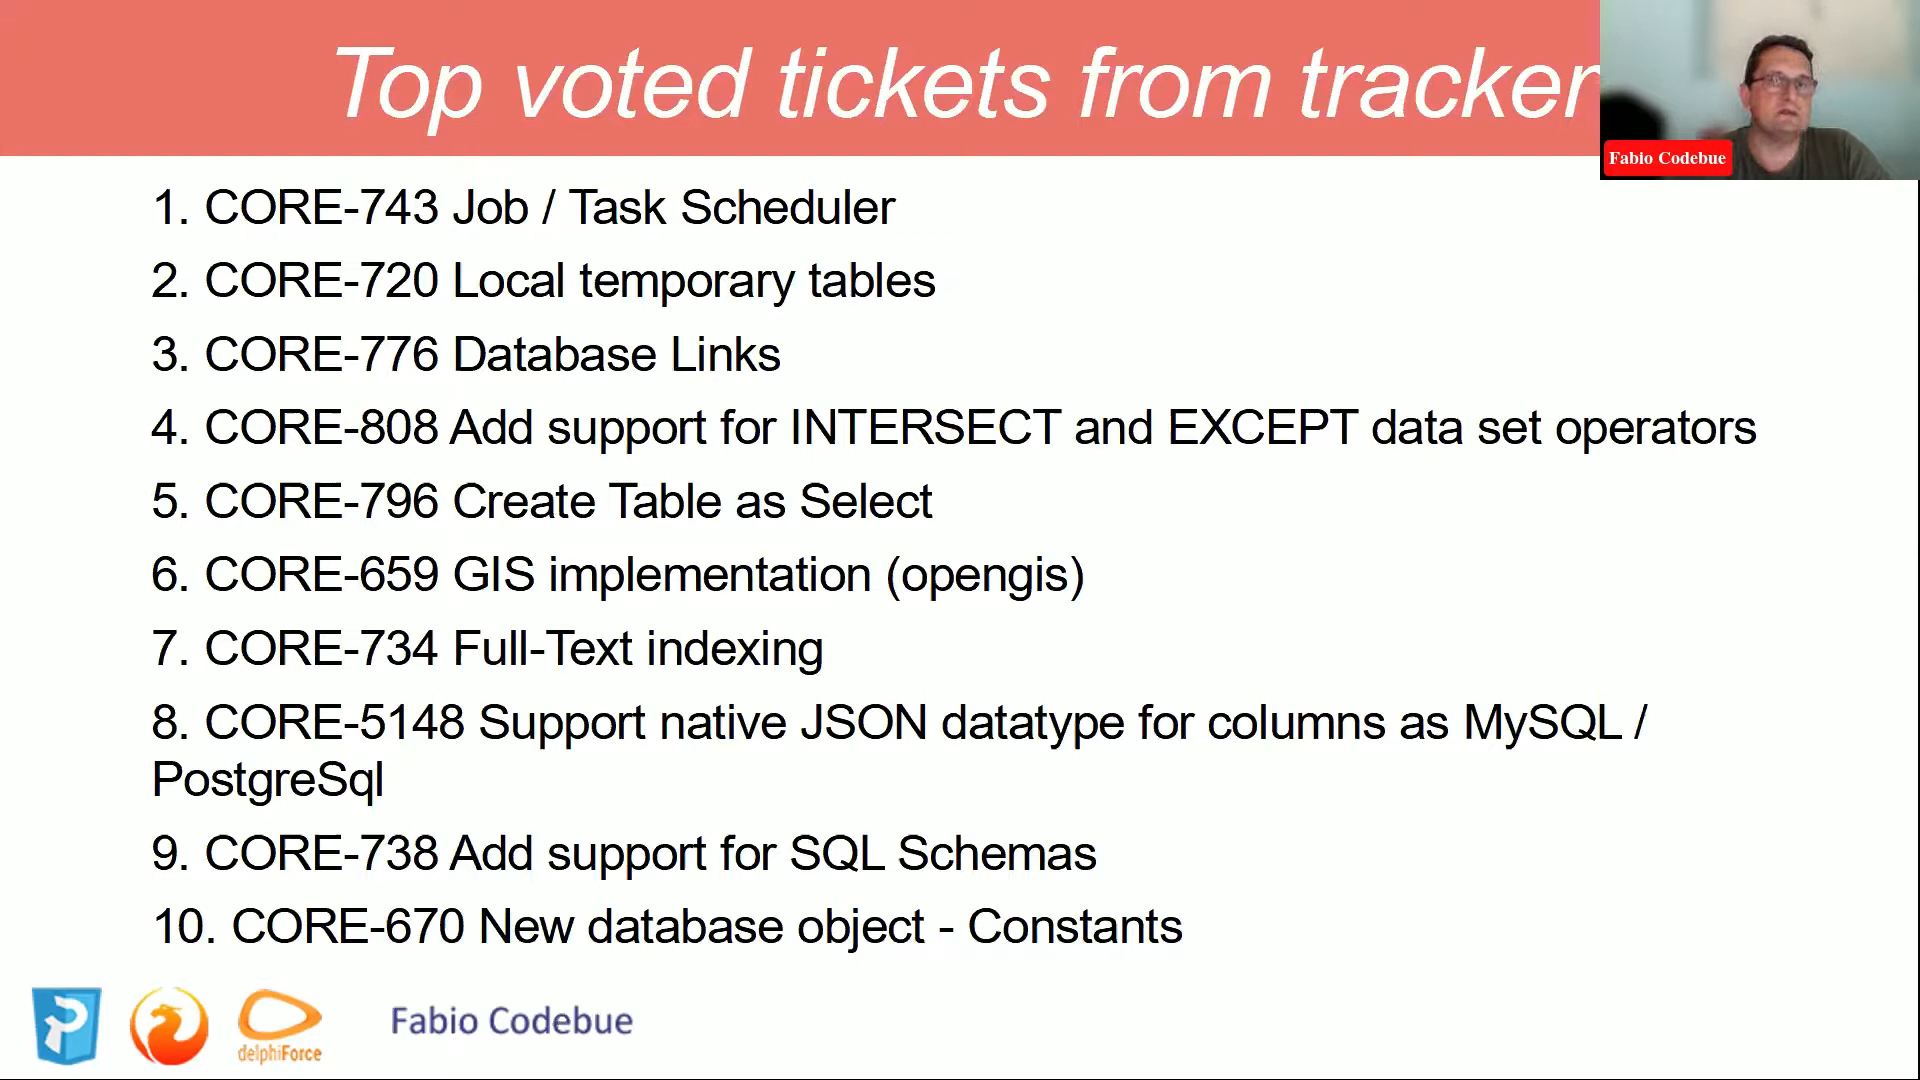 Top voted tickets from tracker
Fabio Codebue
1. CORE-743 Job / Task Scheduler
2. CORE-720 Local temporary tables
3. CORE-776 Database Links
4. CORE-808 Add support for INTERSECT and EXCEPT data set operators
5. CORE-796 Create Table as Select
6. CORE-659 GIS implementation (opengis)
7. CORE-734 Full-Text indexing
8. CORE-5148 Support native JSON datatype for columns as MySQL /
PostgreSql
9. CORE-738 Add support for SQL Schemas
10. CORE-670 New database object - Constants
delphiForce
Fabio Codebue